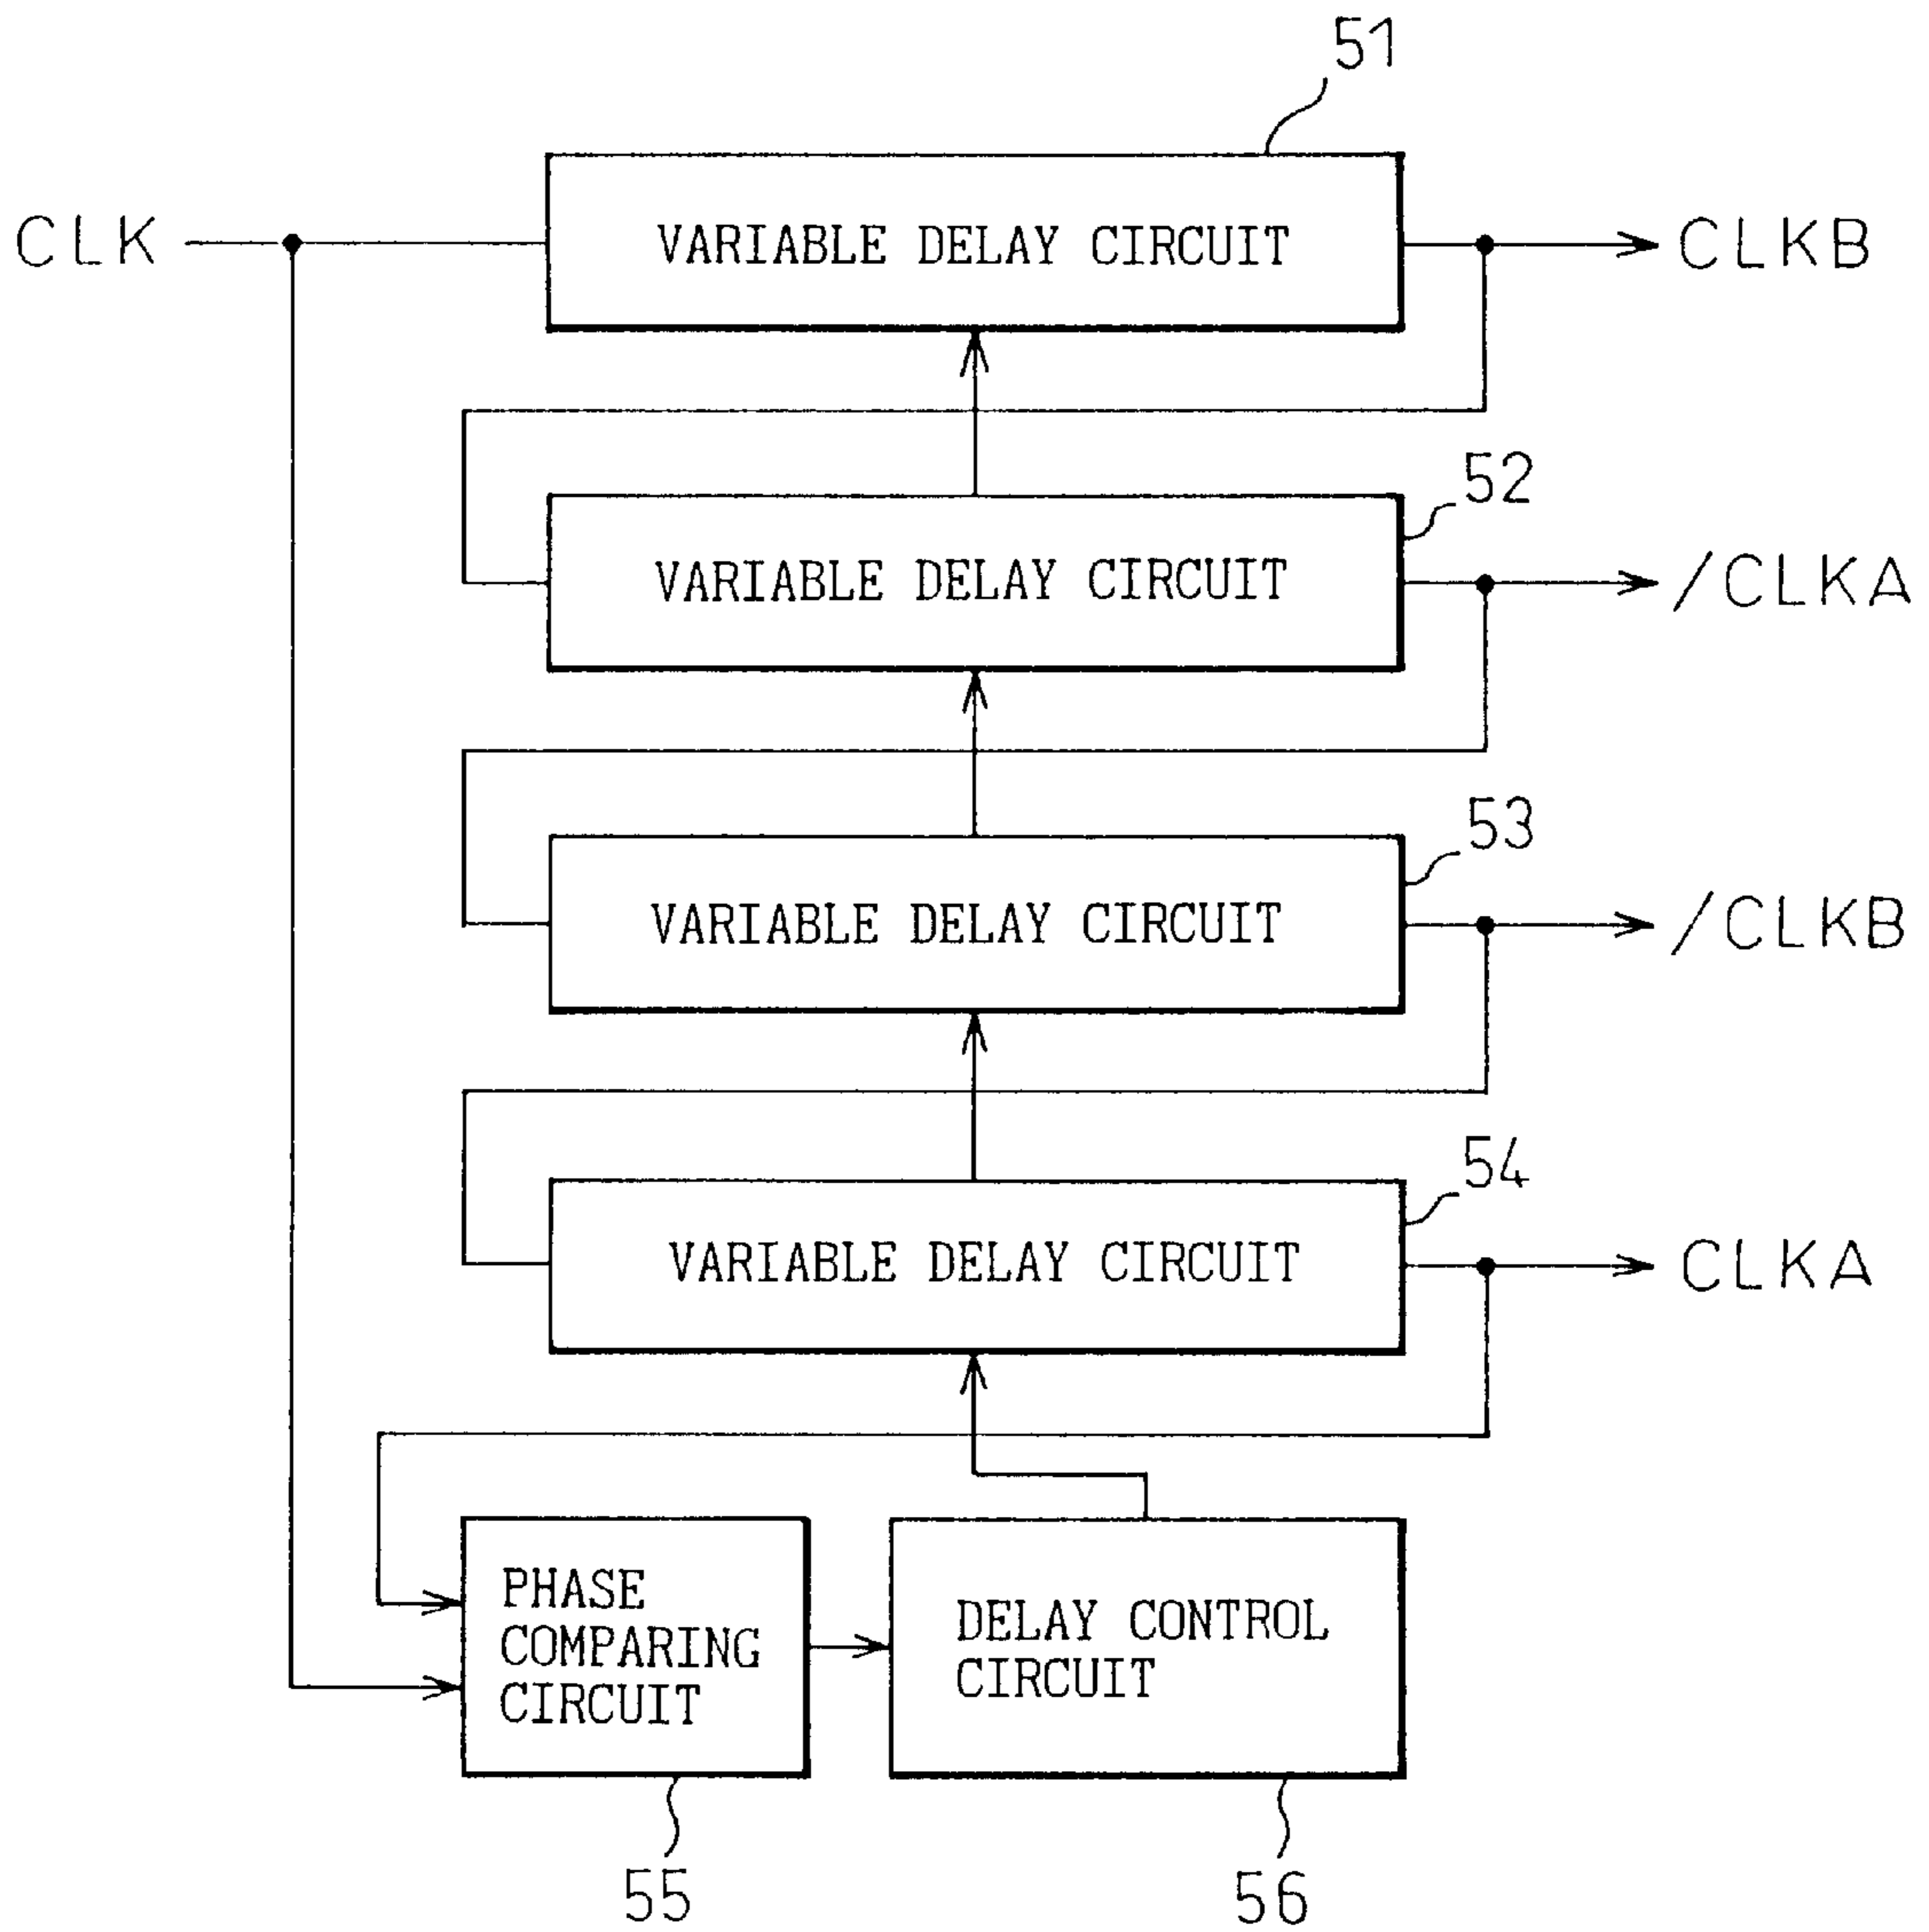 51
CLK
VARIABLE DELAY CIRCUIT
CLKB
52
VARIABLE DELAY CIRCUIT
/CLKA
53
VARIABLE DELAY CIRCUIT
/CLKB
54
VARIABLE DELAY CIRCUIT
CLKA
PHASE
COMPARING
CIRCUIT
DELAY CONTROL
CIRCUIT
55
56